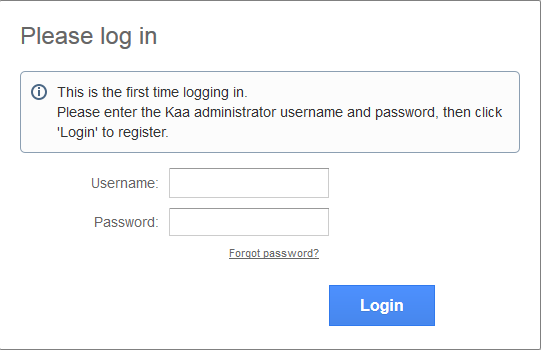 Please log in
This is the first time logging in.
Please enter the Kaa administrator username and password, then click
'Login' to register.
Username:
Password:
Forgot password?
Login